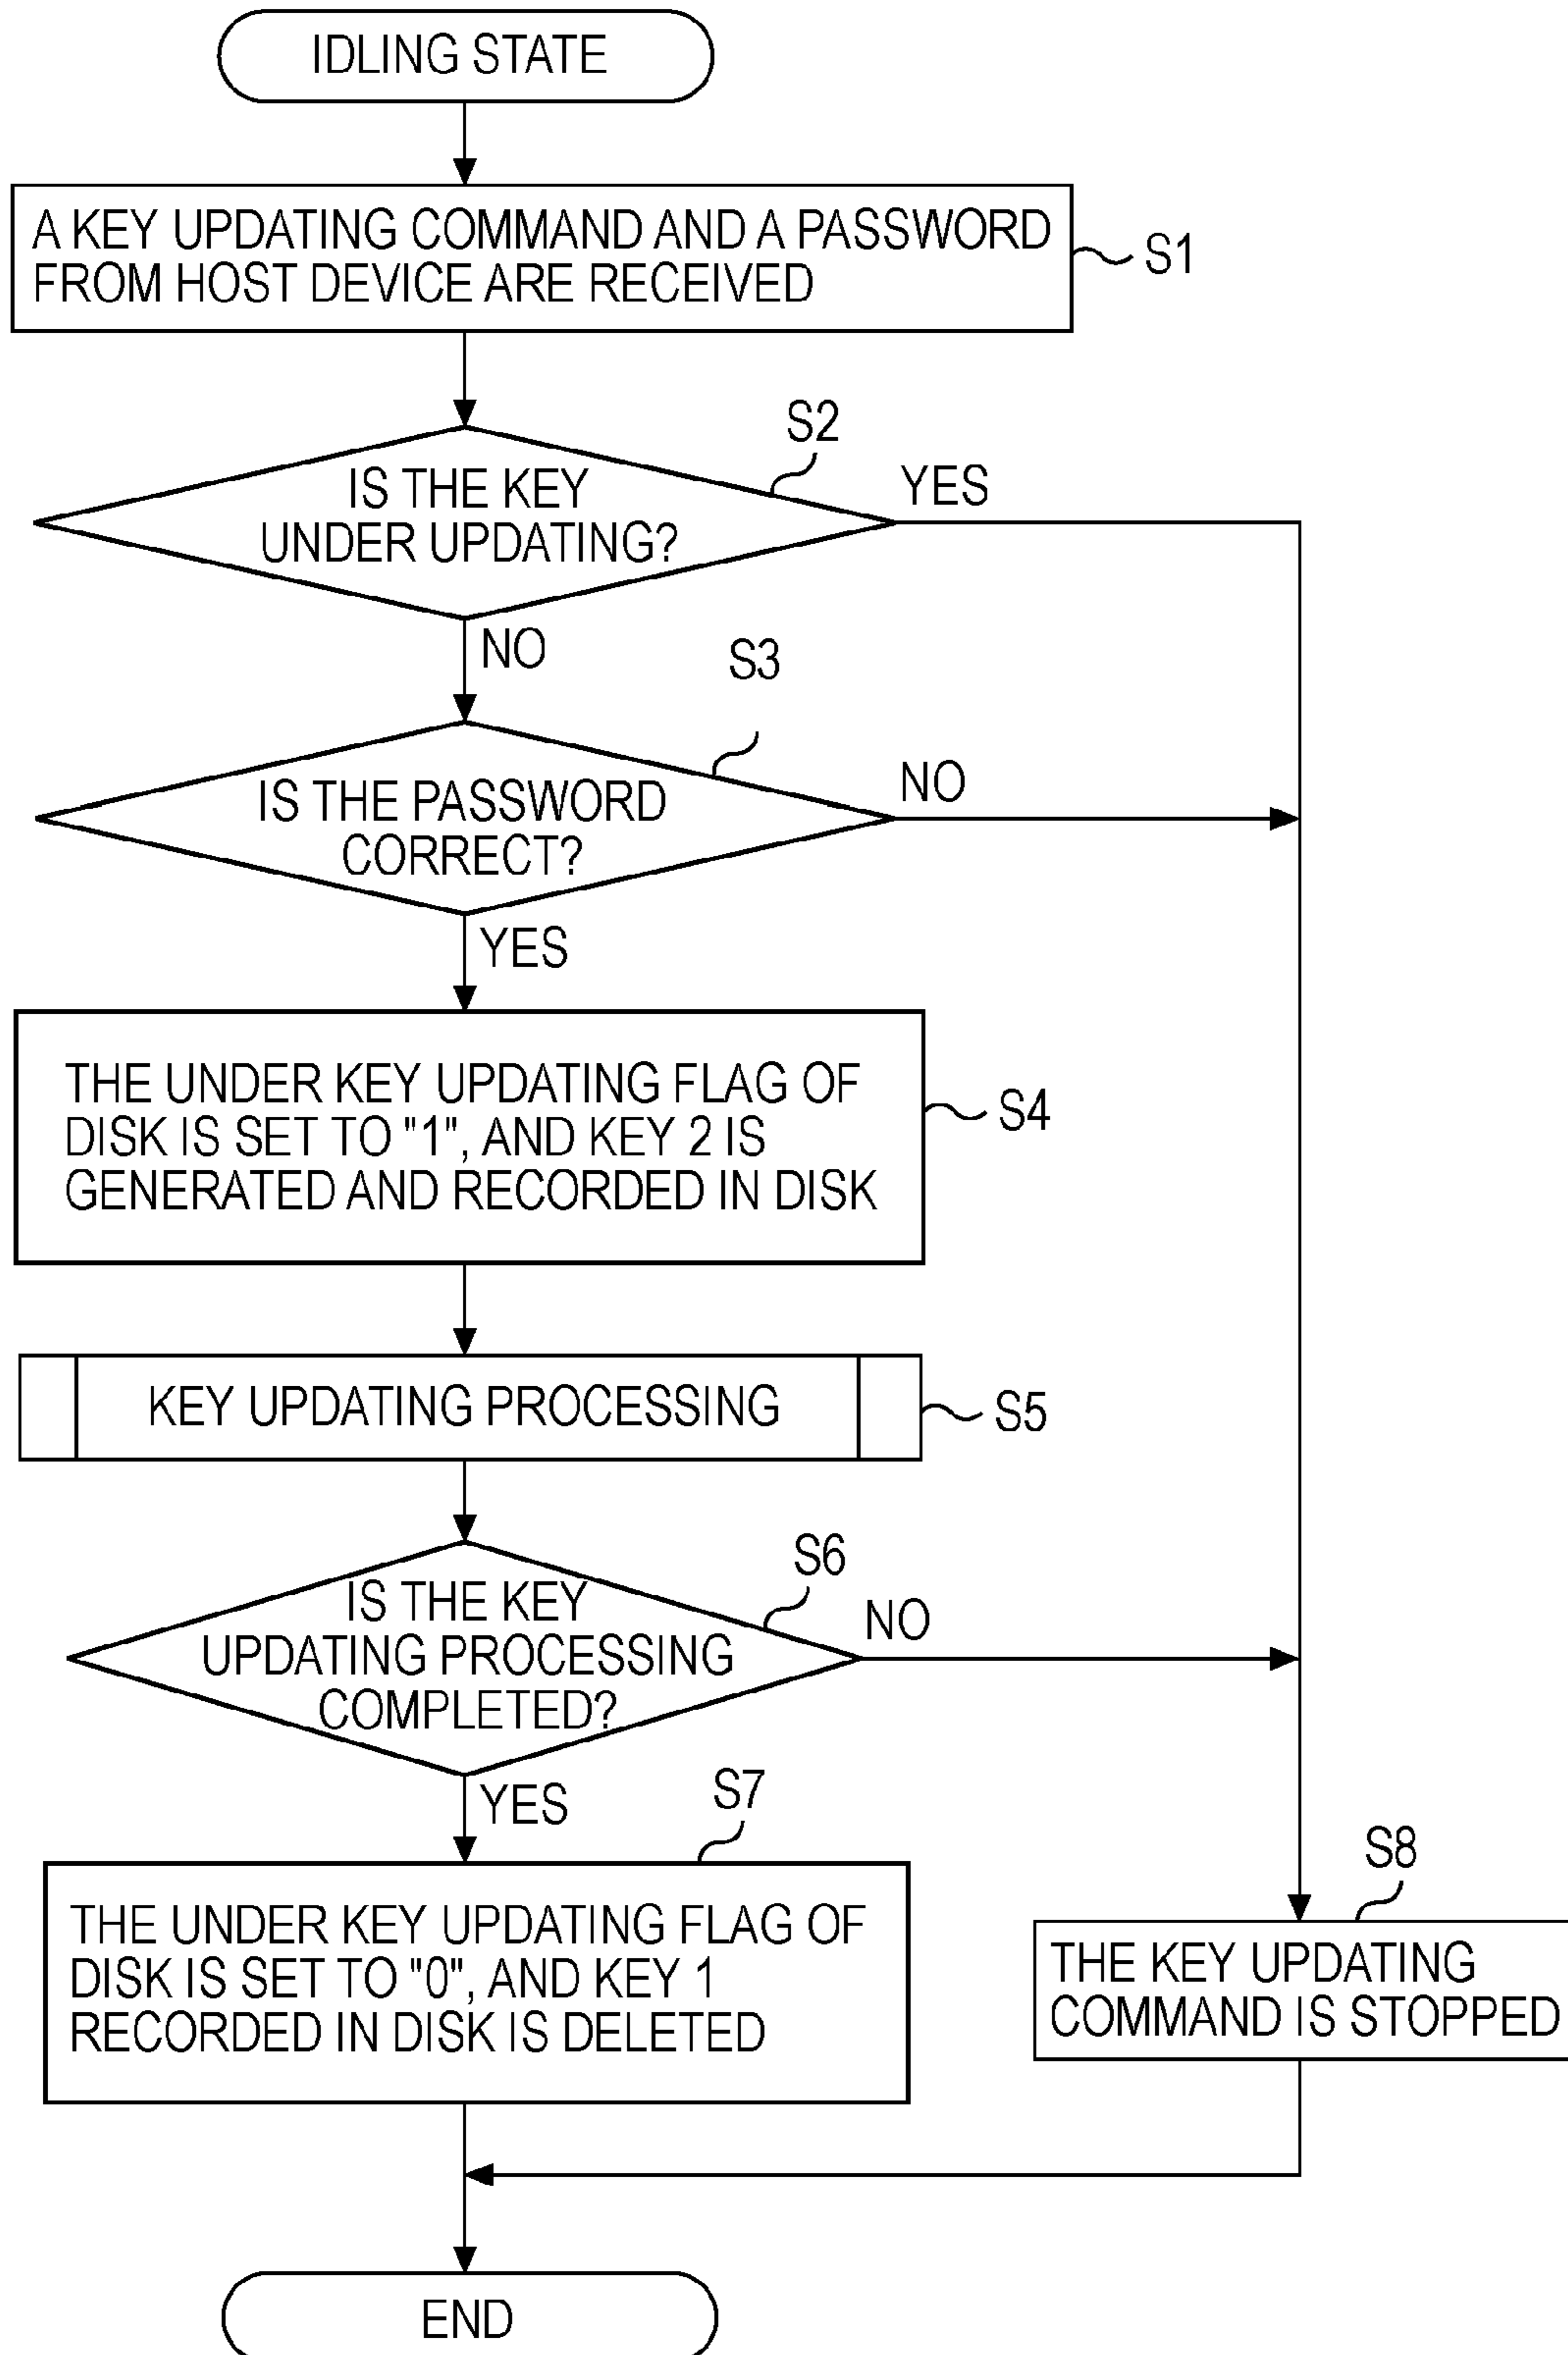 IDLING STATE
A KEY UPDATING COMMAND AND A PASSWORD
FROM HOST DEVICE ARE RECEIVED
S1
S2
IS THE KEY
UNDER UPDATING?
YES
NO
S3
IS THE PASSWORD
CORRECT?
NO
YES
THE UNDER KEY UPDATING FLAG OF
DISK IS SET TO "1", AND KEY 2 IS
GENERATED AND RECORDED IN DISK
S4
KEY UPDATING PROCESSING
S5
S6
IS THE KEY
UPDATING PROCESSING
COMPLETED?
NO
YES
S7
THE UNDER KEY UPDATING FLAG OF
DISK IS SET TO "0", AND KEY 1
RECORDED IN DISK IS DELETED
S8
THE KEY UPDATING
COMMAND IS STOPPED
END